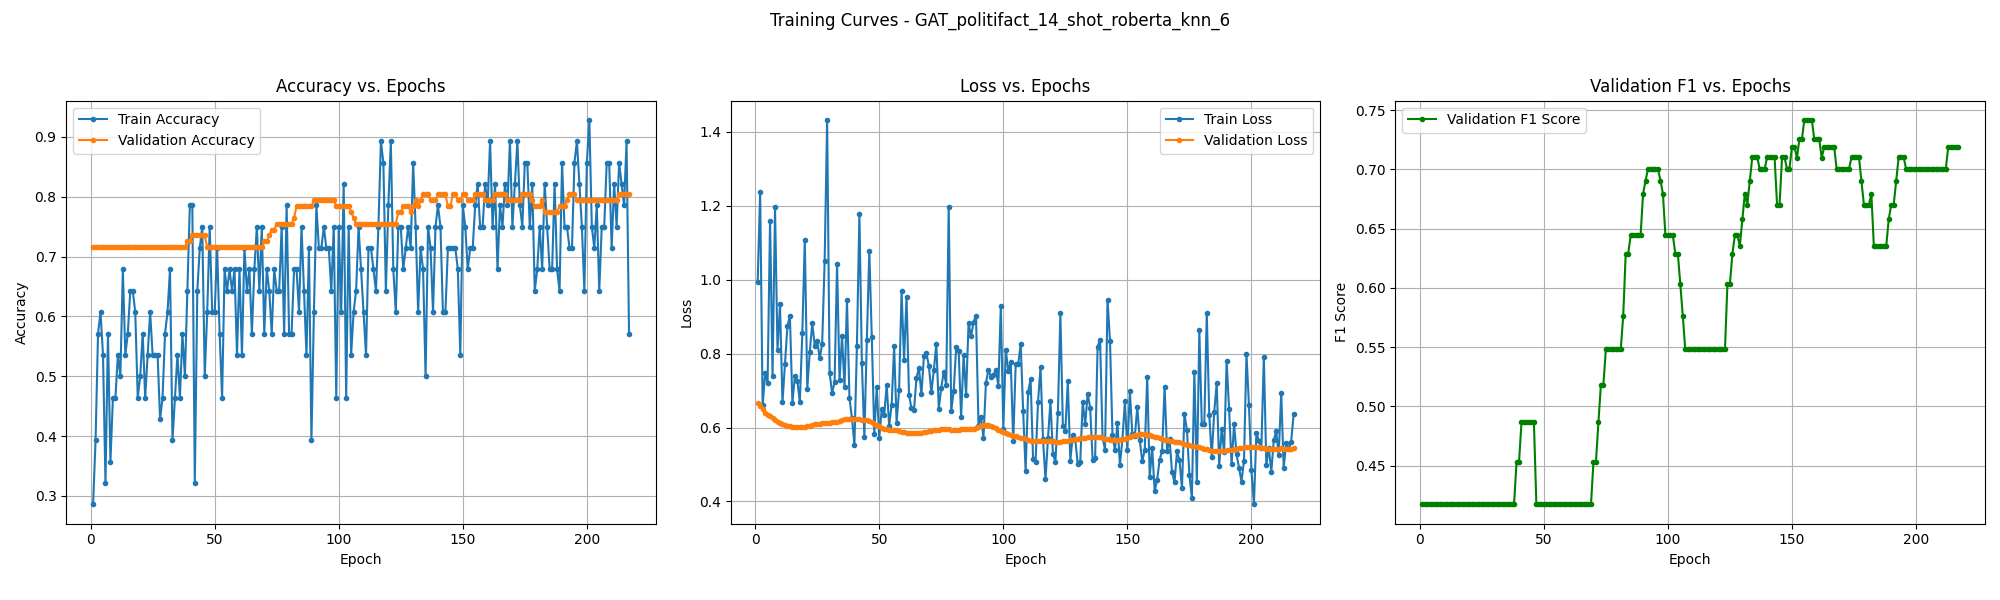 Training Curves - GAT_politifact_14_shot_roberta_knn_6
Accuracy vs. Epochs
Train Accuracy
Validation Accuracy
0.9
0.8
0.7
0.6
0.5
0.4
0.3
Accuracy
0
50
100
150
200
Epoch
Loss vs. Epochs
Train Loss
Validation Loss
1.4
1.2
1.0
0.8
0.6
0.4
Loss
0
50
100
150
200
Epoch
Validation F1 vs. Epochs
Validation F1 Score
0.75
0.70
0.65
0.60
0.55
0.50
0.45
F1 Score
0
50
100
150
200
Epoch